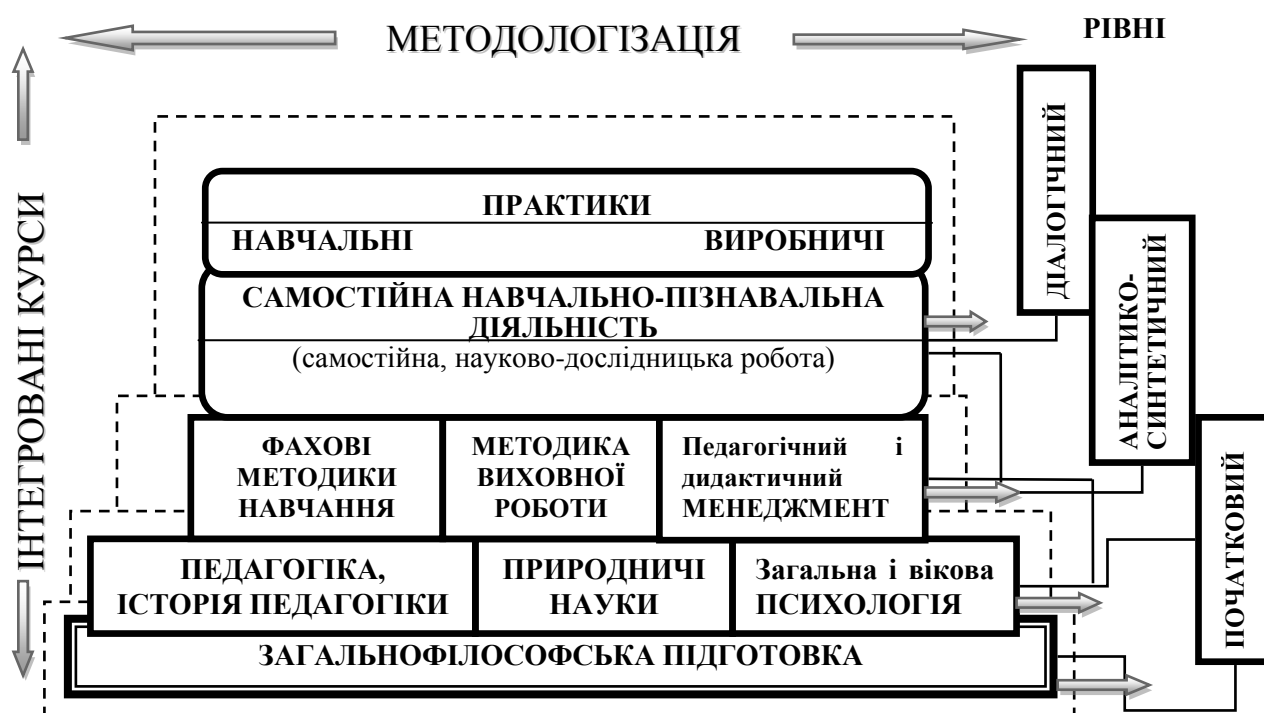 МЕТОДОЛОГІЗАЦІЯ
РІВНІ
ІНТЕГРОВАНІ КУРСИ
ПРАКТИКИ
НАВЧАЛЬНІ ВИРОБНИЧІ
САМОСТІЙНА НАВЧАЛЬНО-ПІЗНАВАЛЬНА
ДІЯЛЬНІСТЬ
(самостійна, науково-дослідницька робота)
ФАХОВІ
МЕТОДИКИ
НАВЧАННЯ
МЕТОДИКА
ВИХОВНОЇ
РОБОТИ
Педагогічний і
дидактичний
МЕНЕДЖМЕНТ
ПЕДАГОГІКА,
ІСТОРІЯ ПЕДАГОГІКИ
ПРИРОДНИЧІ
НАУКИ
Загальна і вікова
ПСИХОЛОГІЯ
ЗАГАЛЬНОФІЛОСОФСЬКА ПІДГОТОВКА
ДІАЛОГІЧНИЙ
АНАЛІТИКО-
СИНТЕТИЧНИЙ
ПОЧАТКОВИЙ